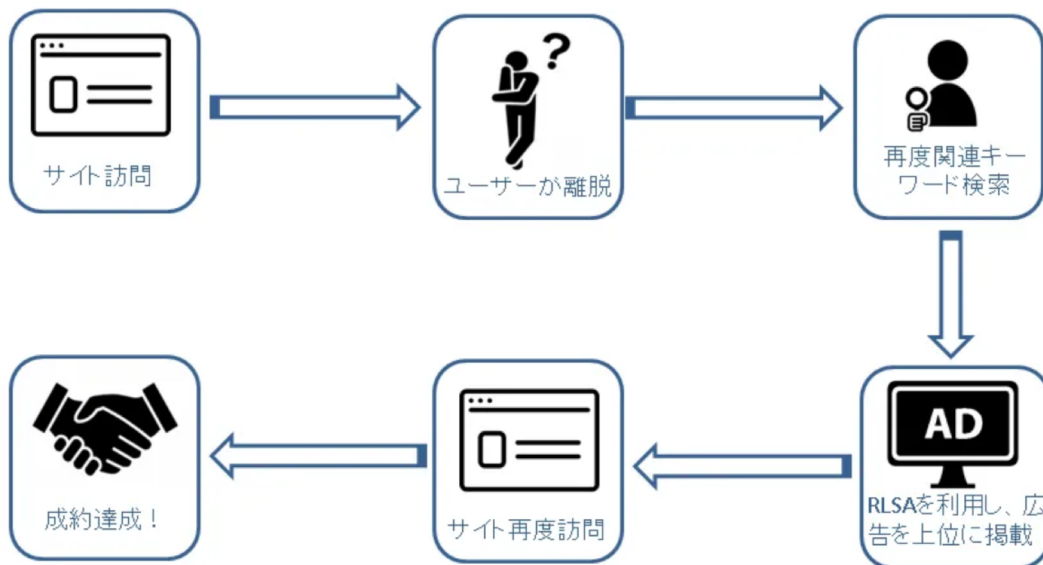 サイト訪問
?
ユーザーが離脱
再度関連キー
ワード検索
AD
RLSAを利用し、広
告を上位に掲載
サイト再度訪問
成約達成！